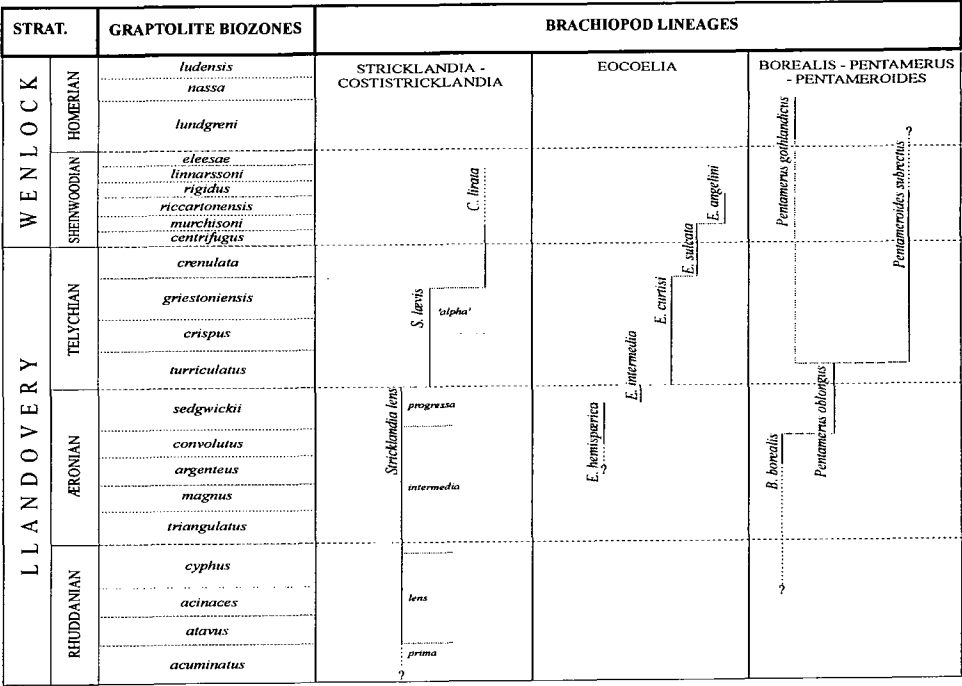 STRAT.
GRAPTOLITE BIOZONES
BRACHIOPOD LINEAGES
STRICKLANDIA -
COSTISTRICKLANDIA
EOCOELIA
BOREALIS - PENTAMERUS
- PENTAMEROIDES
WENLOCK
HOMERIAN
ludensis
nassa
lundgreni
SHEINWOODIAN
eleesae
linnarssoni
rigidus
riccartonensis
murchisoni
centrifugus
LLANDOVERY
TELYCHIAN
crenulata
griestoniensis
crispus
turriculatus
ÆRONIAN
sedgwickii
convolutus
argenteus
magnus
triangulatus
RHUDDANIAN
cyphus
acinaces
atavus
acuminatus
C. lirata
S. lævis
'alpha'
Stricklandia lens
progressa
intermedia
lens
prima
?
E. angelini
E. sulcata
E. curtisi
E. intermedia
E. hemispærica
?
Pentamerus gothlandicus
?
Pentameroides subrectus
Pentamerus oblongus
B. borealis
?